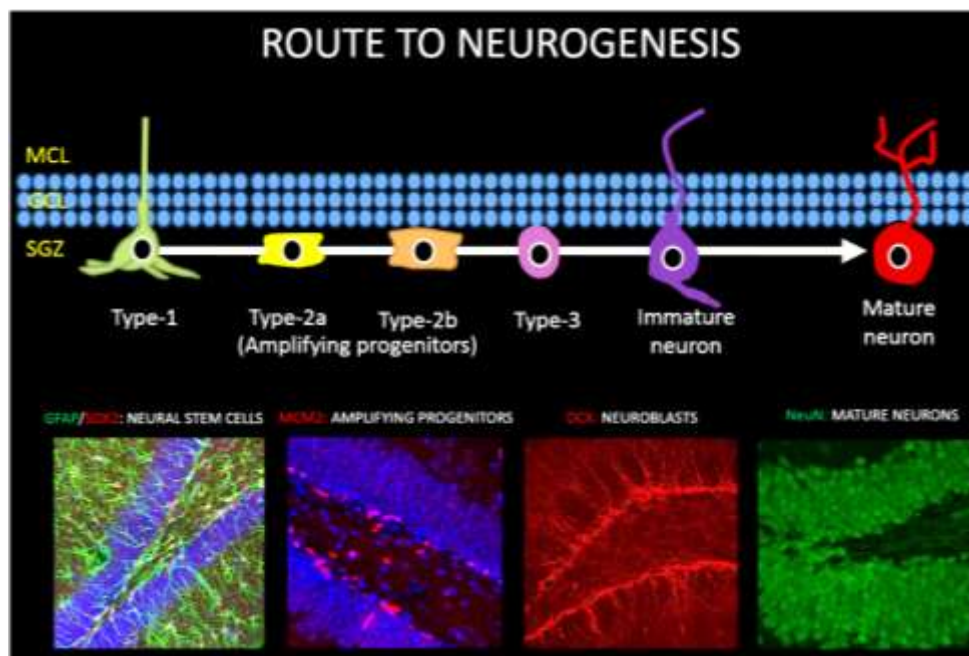 ROUTE TO NEUROGENESIS
MCL
GCL
SGZ
Type-1
Type-2a
(Amplifying progenitors)
Type-2b
Type-3
Immature
neuron
Mature
neuron
GFAP/SOX2: NEURAL STEM CELLS
MCM2: AMPLIFYING PROGENITORS
DCX: NEUROBLASTS
NeuN: MATURE NEURONS